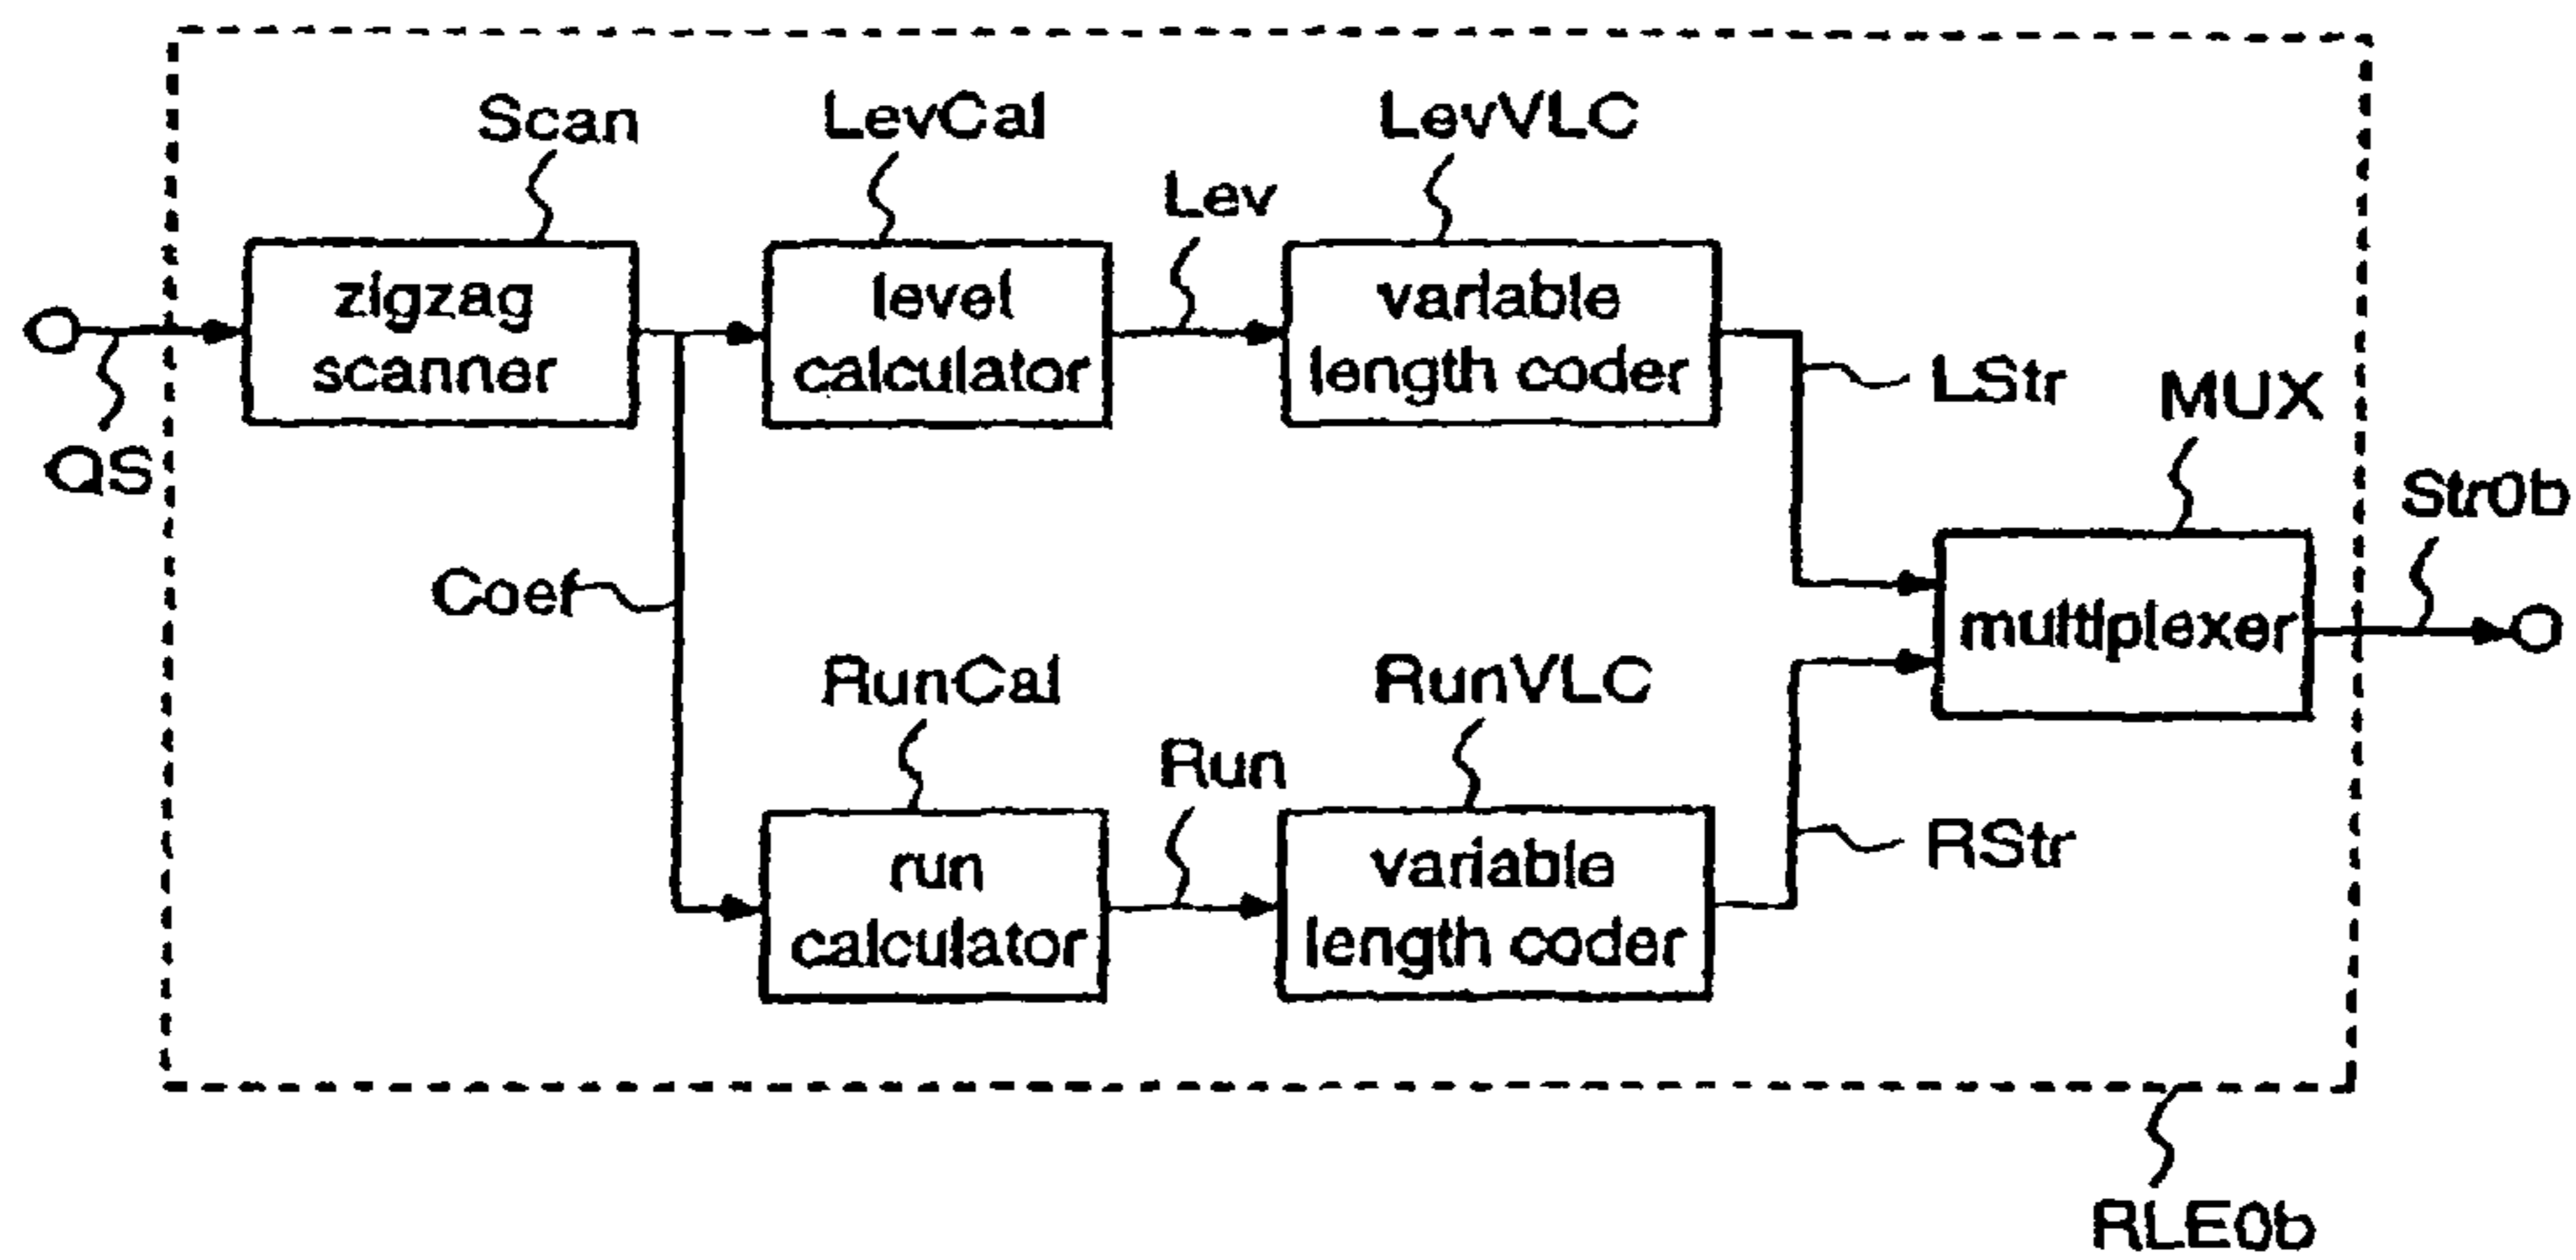 Scan
LevCal
LevVLC
Lev
zigzag
scanner
level
calculator
variable
length coder
QS
LStr
MUX
Str0b
Coef
multiplexer
RunCal
RunVLC
Run
run
calculator
variable
length coder
RStr
RLE0b